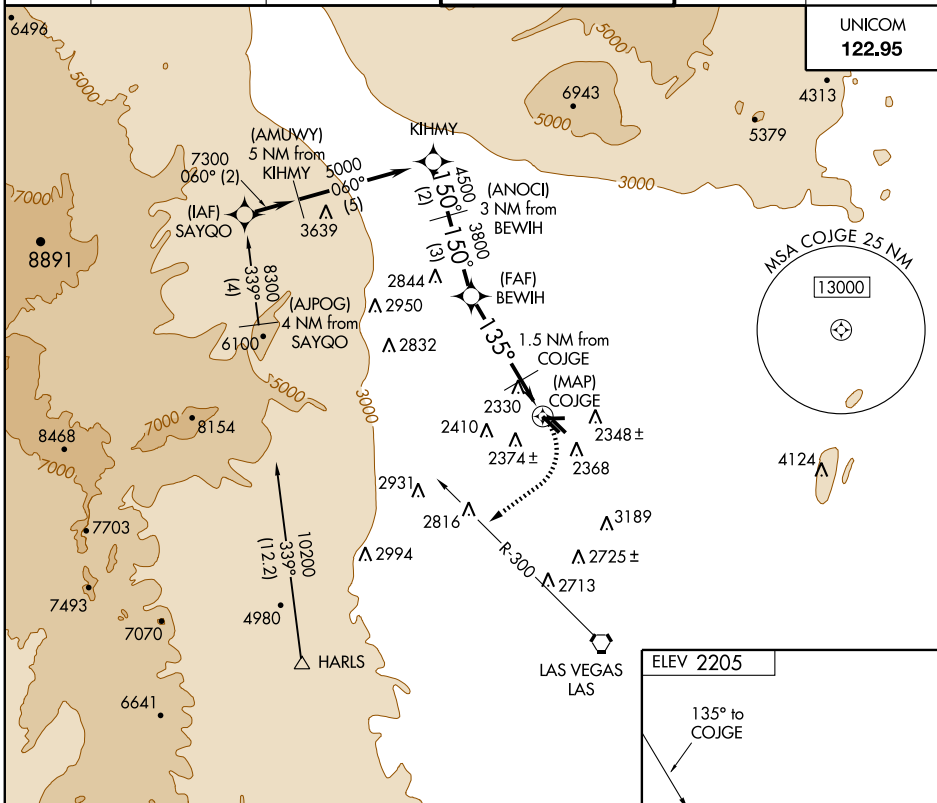 6496
5000
UNICOM
122.95
5000
6943
5000
4313
5379
3000
KIHMY
(AMUWY)
5 NM from
KIHMY
7300
060° (2)
5000
060°
(5)
(IAF)
SAYQO
3639
7000
8891
4500
150°
(2)
(ANOCI)
3 NM from
BEWIH
3800
150°
(3)
(FAF)
BEWIH
MSA COJGE 25 NM
13000
8300
339°
(4)
(AJPOG)
4 NM from
SAYQO
6100
2844
2950
2832
135°
1.5 NM from
COJGE
(MAP)
COJGE
2330
2410
2374 ±
2348 ±
2368
5000
3000
7000
8154
8468
7000
4124
2931
2816
3189
2994
2725 ±
2713
R-300
7703
7493
7070
6641
10200
339°
(12.2)
4980
HARLS
LAS VEGAS
LAS
ELEV 2205
135° to
COJGE